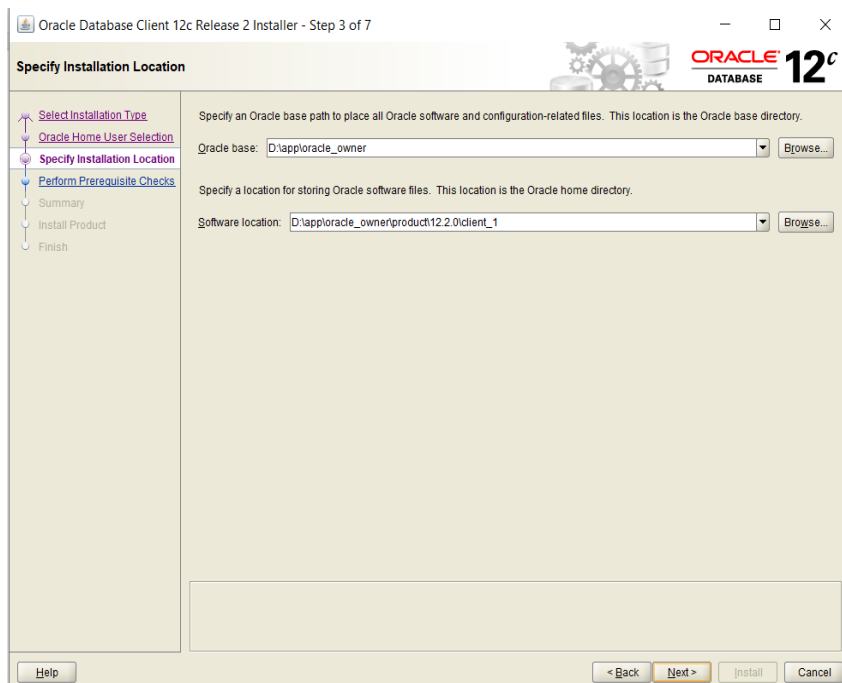 Oracle Database Client 12c Release 2 Installer - Step 3 of 7
Specify Installation Location
ORACLE
DATABASE
12c
Select Installation Type
Oracle Home User Selection
Specify Installation Location
Perform Prerequisite Checks
Summary
Install Product
Finish
Specify an Oracle base path to place all Oracle software and configuration-related files. This location is the Oracle base directory.
Oracle base: D:\app\oracle_owner Browse...
Specify a location for storing Oracle software files. This location is the Oracle home directory.
Software location: D:\app\oracle_owner\product\12.2.0\client_1 Browse...
Help < Back Next > Install Cancel